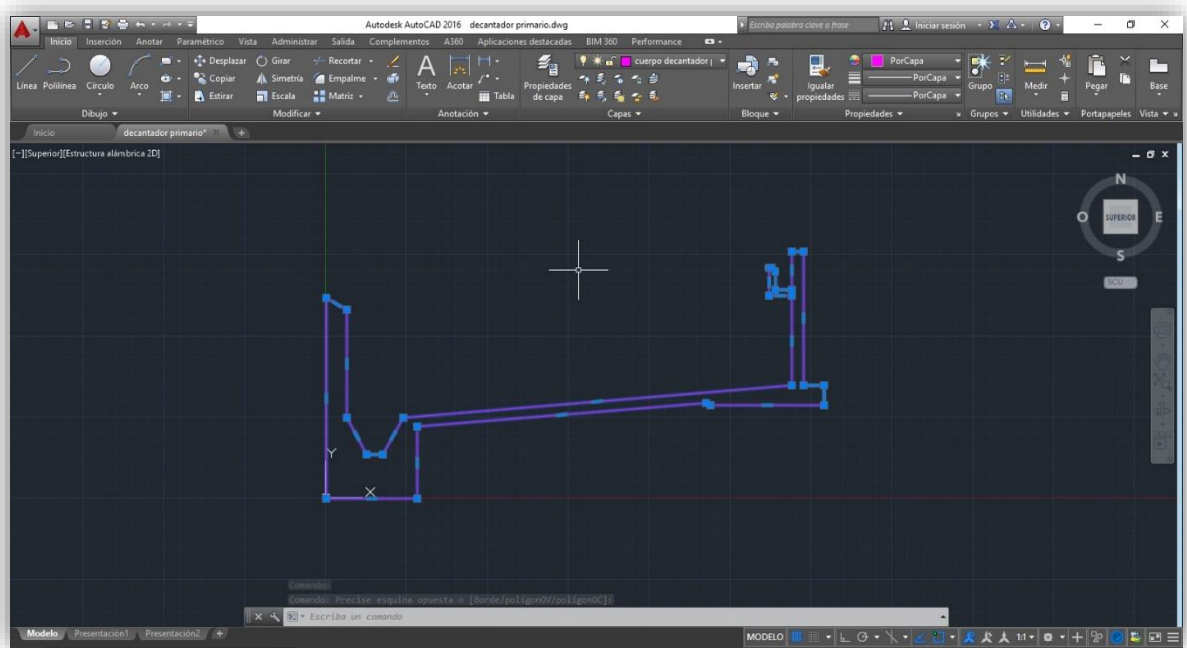 Autodesk AutoCAD 2016 decantador primario.dwg
Escriba palabra clave o frase
Iniciar sesión
Inicio Inserción Anotar Paramétrico Vista Administrar Salida Complementos A360 Aplicaciones destacadas BIM 360 Performance
Línea Polilínea Círculo Arco
Desplazar Girar Recortar
Copiar Simetría Empalme
Estirar Escala Matriz
Texto Acotar Tabla
Propiedades de capa
cuerpo decantador
Insertar
Igualar propiedades
PorCapa
PorCapa
PorCapa
Grupo
Medir
Pegar
Base
Dibujo Modificar Anotación Capas Bloque Propiedades Grupos Utilidades Portapapeles Vista
Inicio decantador primario*
[−][Superior][Estructura alámbrica 2D]
N
O SUPERIOR E
S
SCU
Y
X
Comando:
Comando: Precise esquina opuesta o [Borde/polígonOV/polígonOC]:
Escriba un comando
Modelo Presentación1 Presentación2 +
MODELO 1:1